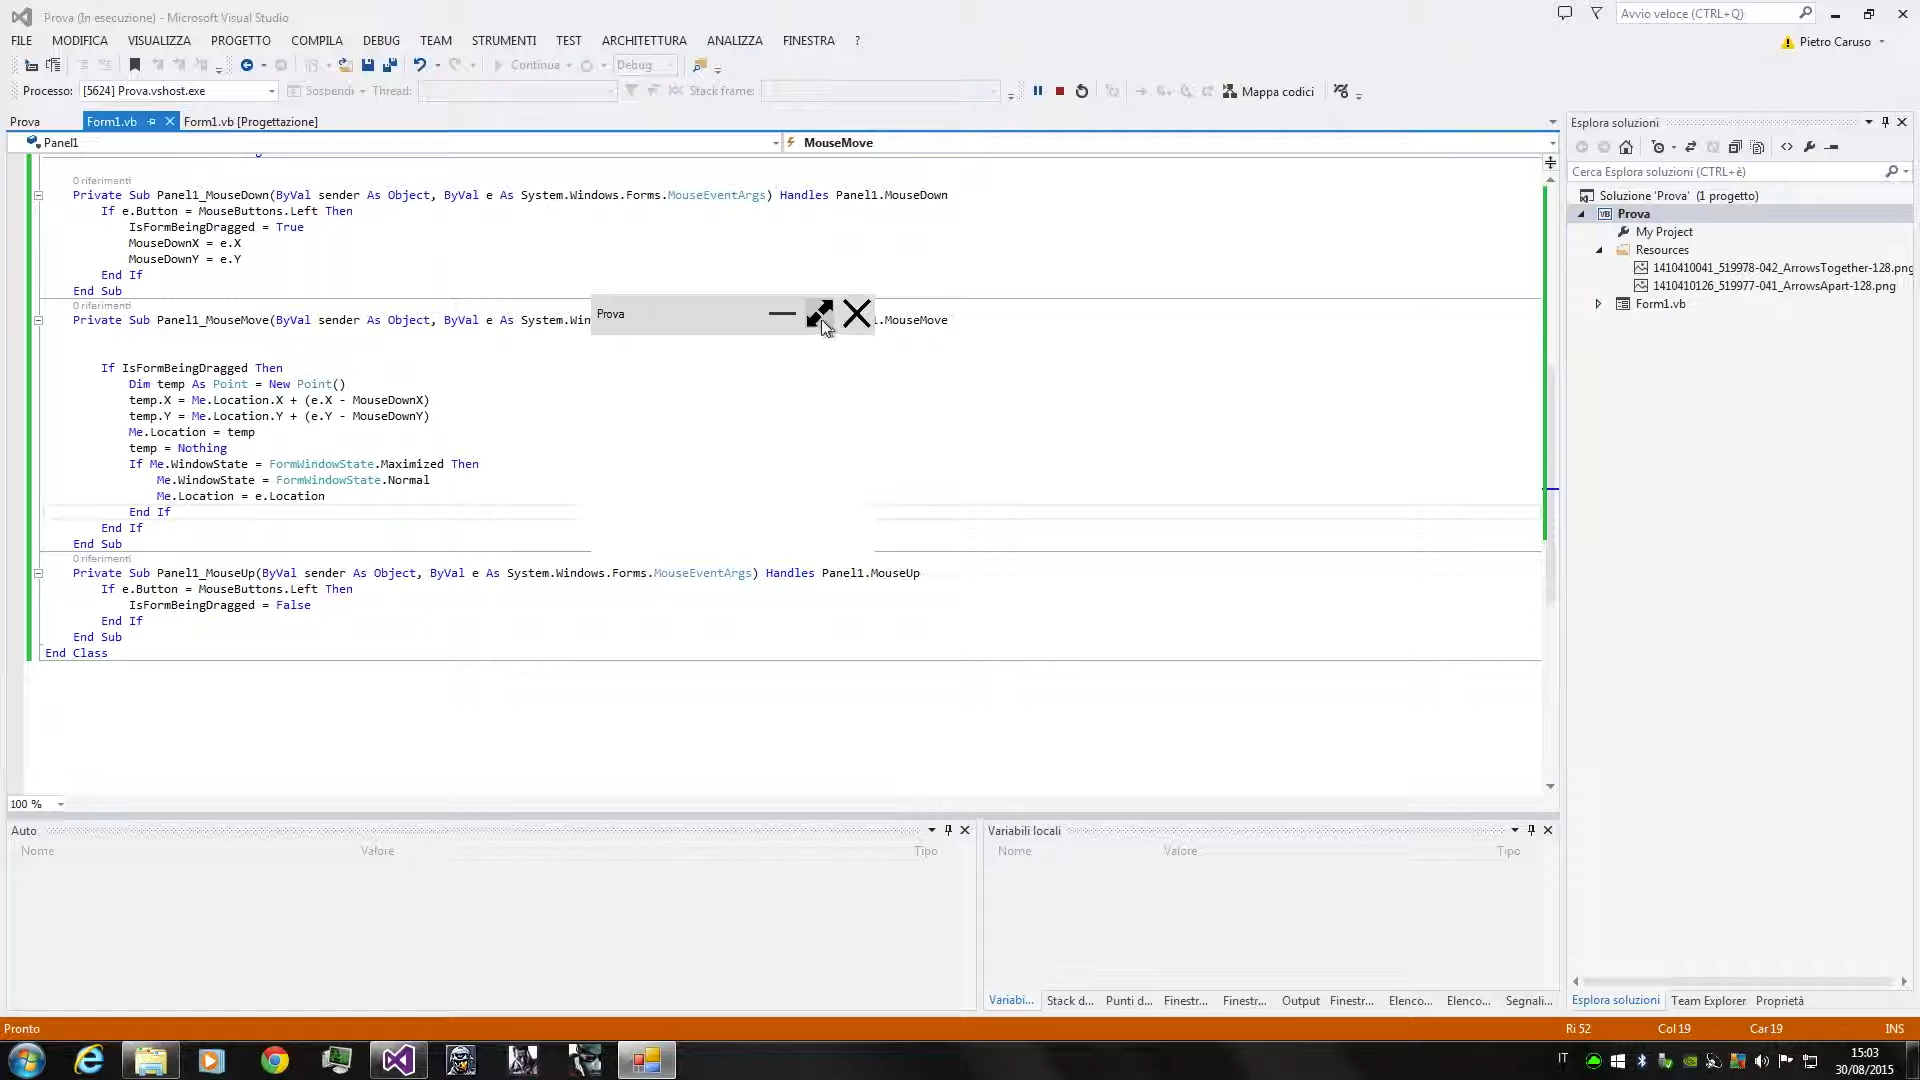 Prova (In esecuzione) - Microsoft Visual Studio
Avvio veloce (CTRL+Q)
FILE MODIFICA VISUALIZZA PROGETTO COMPILA DEBUG TEAM STRUMENTI TEST ARCHITETTURA ANALIZZA FINESTRA ?
Pietro Caruso
Continua Debug
Processo: [5624] Prova.vshost.exe Sospendi Thread: Stack frame: Mappa codici
Prova Form1.vb Form1.vb [Progettazione]
Panel1 MouseMove
0 riferimenti
Private Sub Panel1_MouseDown(ByVal sender As Object, ByVal e As System.Windows.Forms.MouseEventArgs) Handles Panel1.MouseDown
If e.Button = MouseButtons.Left Then
IsFormBeingDragged = True
MouseDownX = e.X
MouseDownY = e.Y
End If
End Sub
0 riferimenti
Private Sub Panel1_MouseMove(ByVal sender As Object, ByVal e As System.Win
1.MouseMove
Prova
If IsFormBeingDragged Then
Dim temp As Point = New Point()
temp.X = Me.Location.X + (e.X - MouseDownX)
temp.Y = Me.Location.Y + (e.Y - MouseDownY)
Me.Location = temp
temp = Nothing
If Me.WindowState = FormWindowState.Maximized Then
Me.WindowState = FormWindowState.Normal
Me.Location = e.Location
End If
End If
End Sub
0 riferimenti
Private Sub Panel1_MouseUp(ByVal sender As Object, ByVal e As System.Windows.Forms.MouseEventArgs) Handles Panel1.MouseUp
If e.Button = MouseButtons.Left Then
IsFormBeingDragged = False
End If
End Sub
End Class
100 %
Esplora soluzioni
Cerca Esplora soluzioni (CTRL+è)
Soluzione 'Prova' (1 progetto)
Prova
My Project
Resources
1410410041_519978-042_ArrowsTogether-128.png
1410410126_519977-041_ArrowsApart-128.png
Form1.vb
Auto
Nome Valore Tipo
Variabili locali
Nome Valore Tipo
Variabi... Stack d... Punti d... Finestr... Finestr... Output Finestr... Elenco... Elenco... Segnali...
Esplora soluzioni Team Explorer Proprietà
Pronto Ri 52 Col 19 Car 19 INS
IT
15:03
30/08/2015